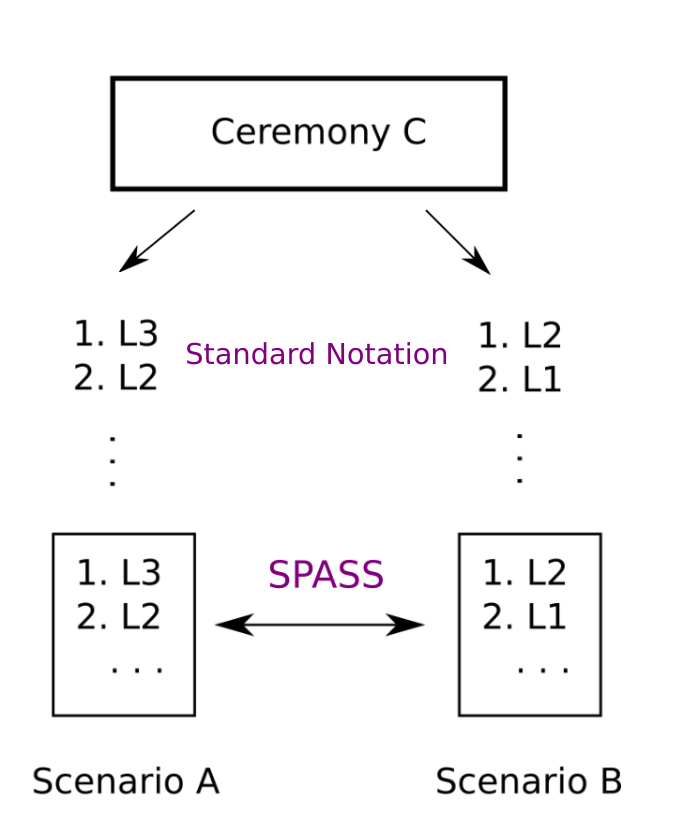 Ceremony C
1. L3
2. L2
.
.
.
Standard Notation
1. L2
2. L1
.
.
.
1. L3
2. L2
. . .
SPASS
1. L2
2. L1
. . .
Scenario A
Scenario B